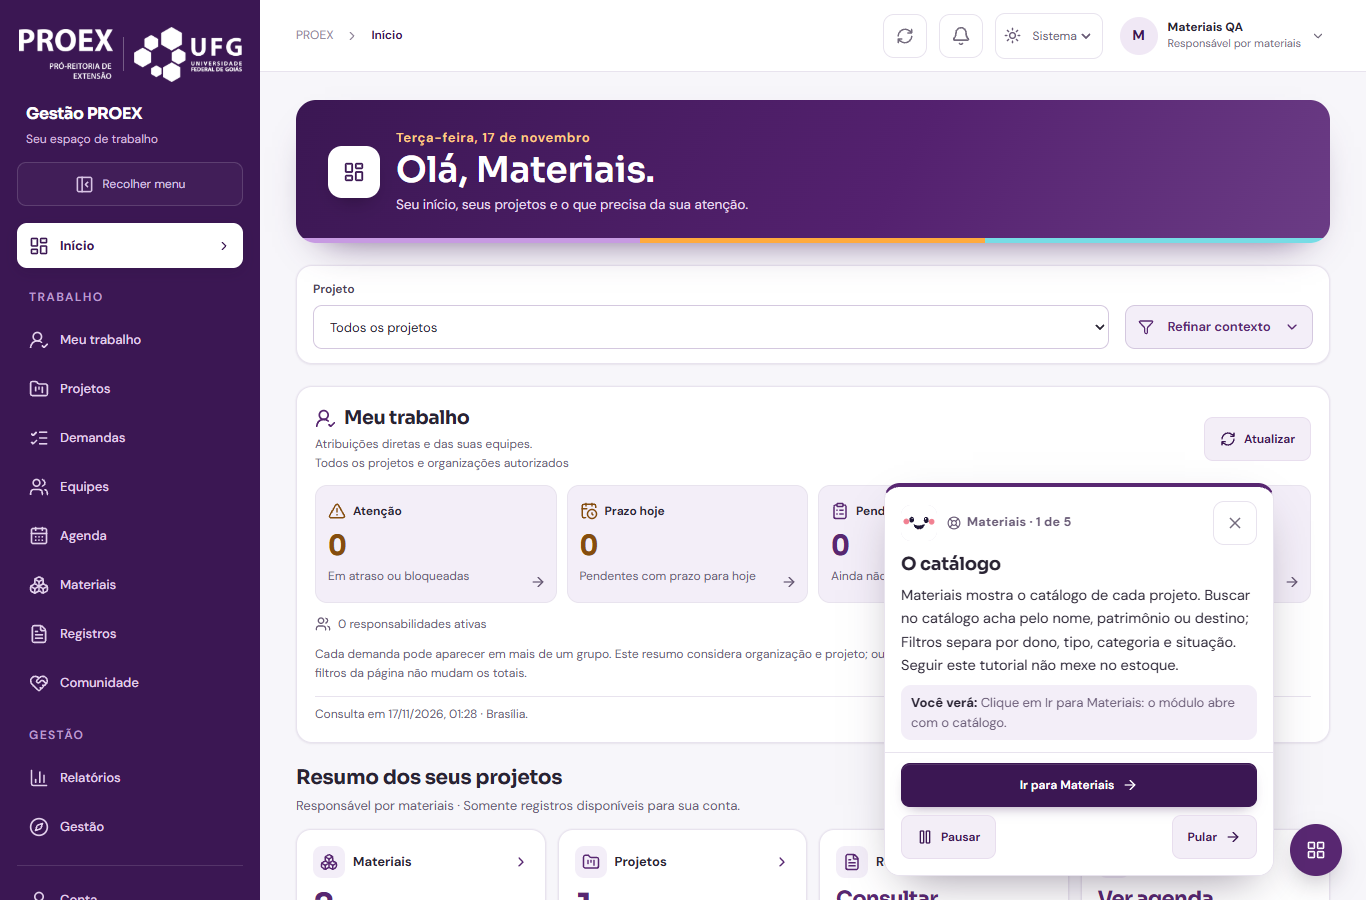 PROEX
PRÓ-REITORIA DE
EXTENSÃO
UFG
UNIVERSIDADE
FEDERAL DE GOIÁS
Gestão PROEX
Seu espaço de trabalho
Recolher menu
Início
TRABALHO
Meu trabalho
Projetos
Demandas
Equipes
Agenda
Materiais
Registros
Comunidade
GESTÃO
Relatórios
Gestão
Conta
PROEX > Início
Sistema
M
Materiais QA
Responsável por materiais
Terça-feira, 17 de novembro
Olá, Materiais.
Seu início, seus projetos e o que precisa da sua atenção.
Projeto
Todos os projetos
Refinar contexto
Meu trabalho
Atribuições diretas e das suas equipes.
Todos os projetos e organizações autorizados
Atualizar
Atenção
0
Em atraso ou bloqueadas
Prazo hoje
0
Pendentes com prazo para hoje
Pend
0
Ainda não
0 responsabilidades ativas
Cada demanda pode aparecer em mais de um grupo. Este resumo considera organização e projeto; ou
filtros da página não mudam os totais.
Consulta em 17/11/2026, 01:28 · Brasília.
Materiais · 1 de 5
O catálogo
Materiais mostra o catálogo de cada projeto. Buscar
no catálogo acha pelo nome, patrimônio ou destino;
Filtros separa por dono, tipo, categoria e situação.
Seguir este tutorial não mexe no estoque.
Você verá: Clique em Ir para Materiais: o módulo abre
com o catálogo.
Ir para Materiais
Pausar
Pular
Resumo dos seus projetos
Responsável por materiais · Somente registros disponíveis para sua conta.
Materiais
0
Projetos
1
R
Consultar
Ver agenda